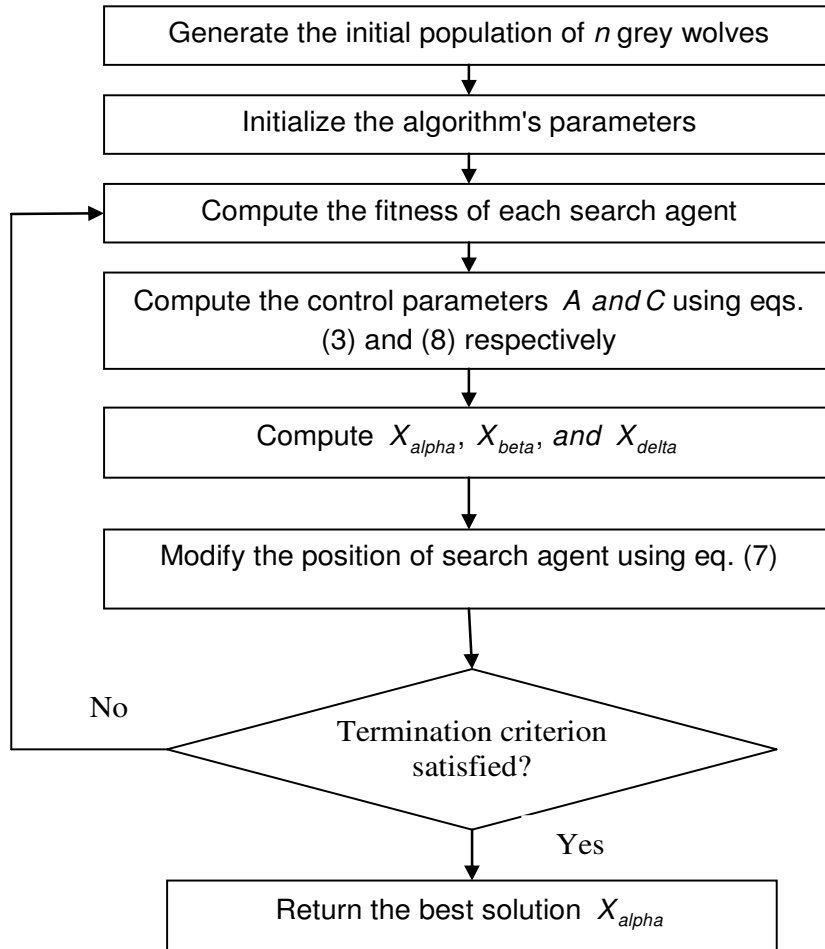 Generate the initial population of n grey wolves
Initialize the algorithm's parameters
Compute the fitness of each search agent
Compute the control parameters A and C using eqs.
(3) and (8) respectively
Compute X_alpha, X_beta, and X_delta
Modify the position of search agent using eq. (7)
No
Termination criterion
satisfied?
Yes
Return the best solution X_alpha